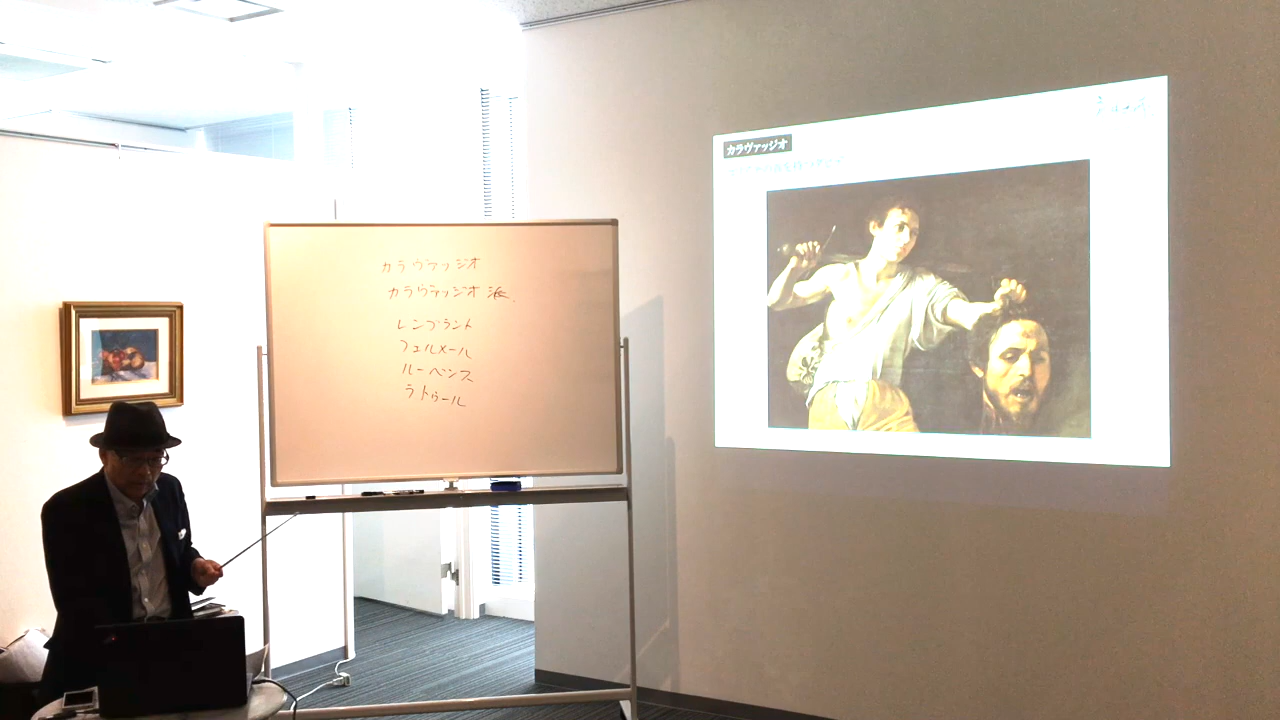 カラヴァッジオ
カラヴァッジオ派
レンブラント
フェルメール
ルーベンス
ラトゥール
カラヴァッジオ